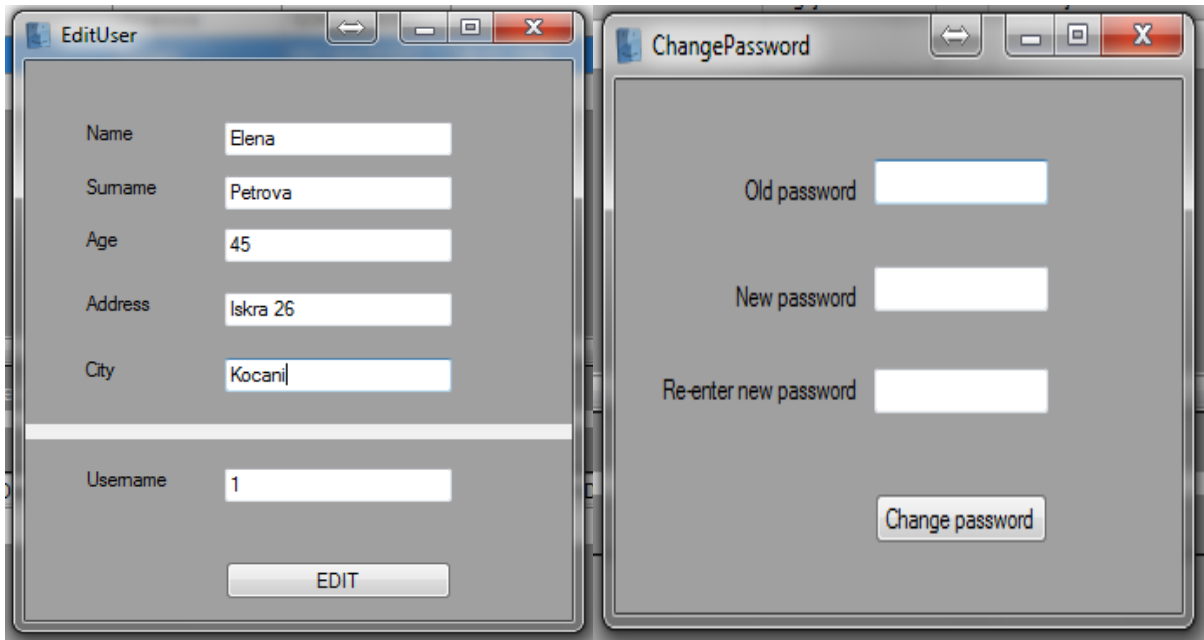 EditUser
Name Elena
Surname Petrova
Age 45
Address Iskra 26
City Kocani
Username 1
EDIT
ChangePassword
Old password
New password
Re-enter new password
Change password